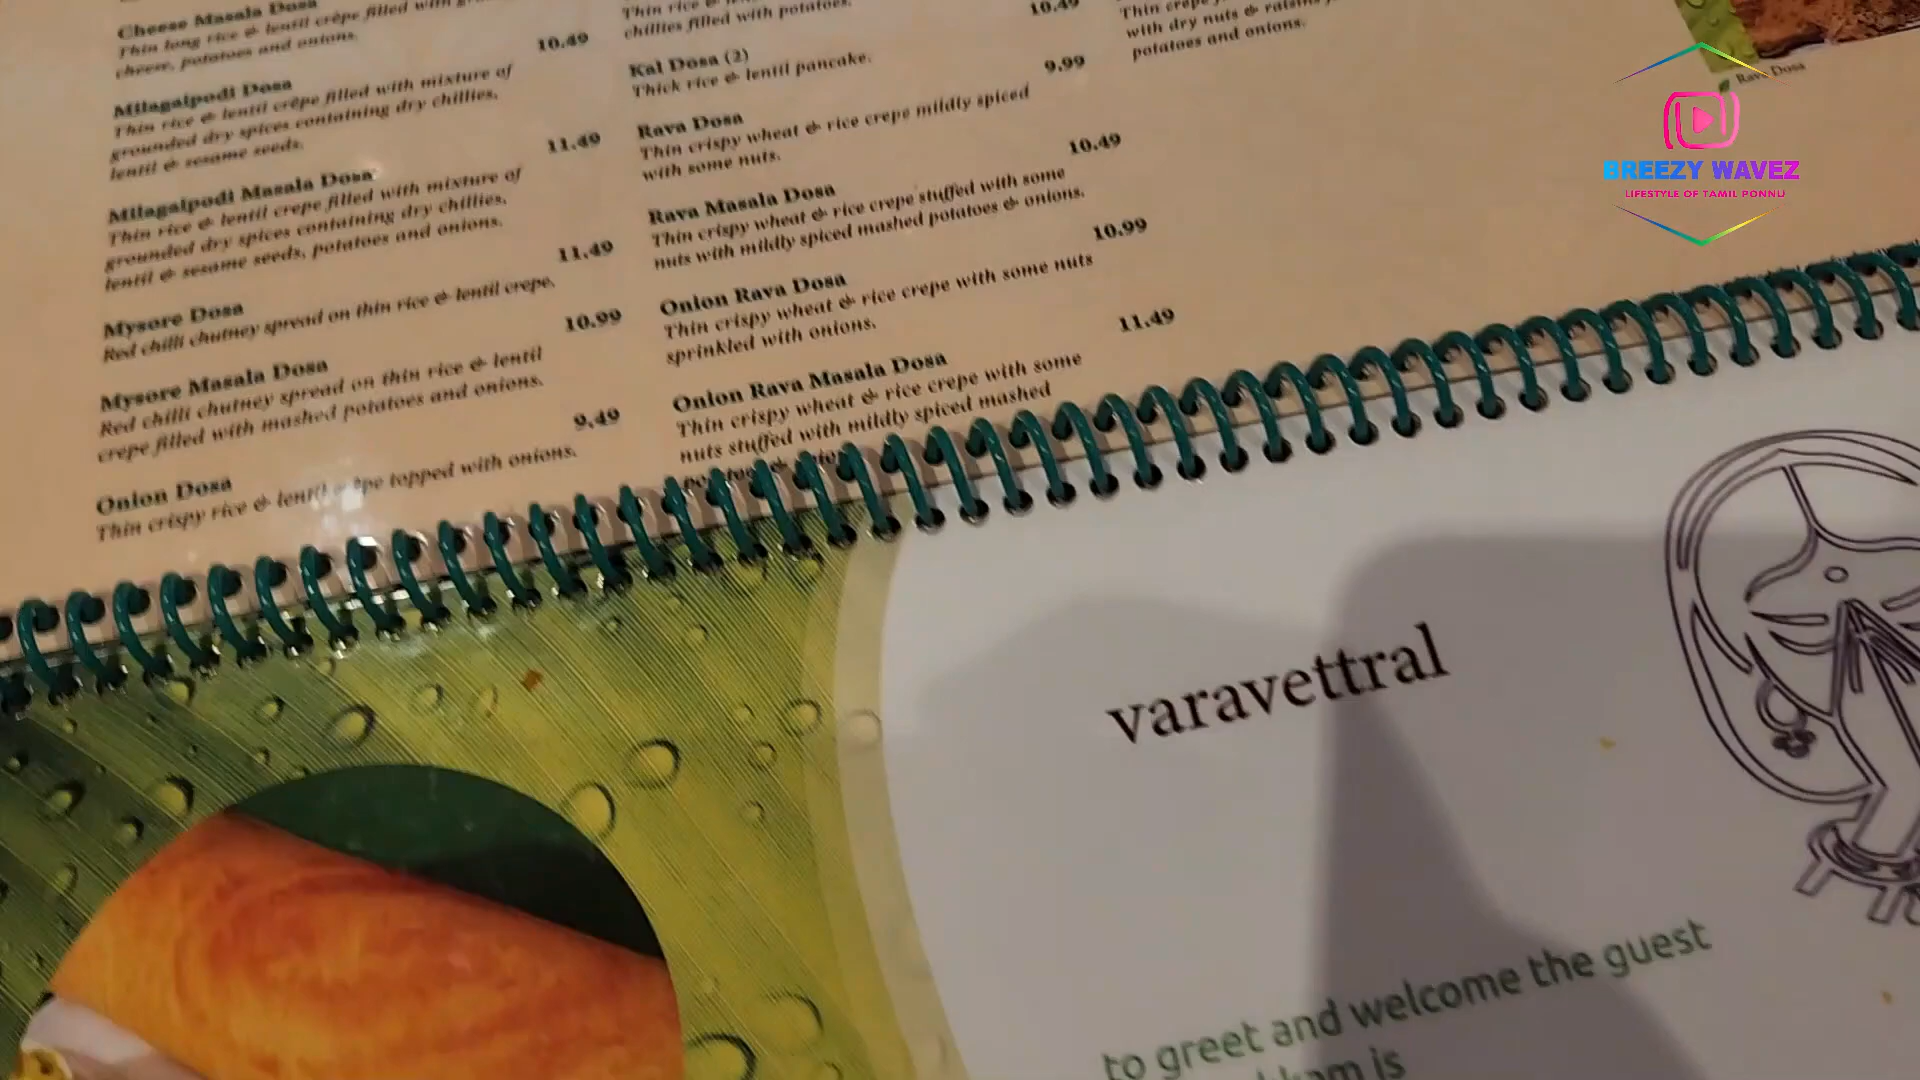 Cheese Masala Dosa
Thin long rice & lentil crêpe filled with
cheese, potatoes and onions.
10.49
Milagaipodi Dosa
Thin rice & lentil crêpe filled with mixture of
grounded dry spices containing dry chillies,
lentil & sesame seeds.
11.49
Milagaipodi Masala Dosa
Thin rice & lentil crepe filled with mixture of
grounded dry spices containing dry chillies,
lentil & sesame seeds, potatoes and onions.
11.49
Mysore Dosa
Red chilli chutney spread on thin rice & lentil crepe.
10.99
Mysore Masala Dosa
Red chilli chutney spread on thin rice & lentil
crepe filled with mashed potatoes and onions.
9.49
Onion Dosa
Thin crispy rice & topped with onions.
Thin rice &
chillies filled with potatoes.
10.49
Kal Dosa (2)
Thick rice & lentil pancake.
9.99
Rava Dosa
Thin crispy wheat & rice crepe mildly spiced
with some nuts.
10.49
Rava Masala Dosa
Thin crispy wheat & rice crepe stuffed with some
nuts with mildly spiced mashed potatoes & onions.
10.99
Onion Rava Dosa
Thin crispy wheat & rice crepe with some nuts
sprinkled with onions.
11.49
Onion Rava Masala Dosa
Thin crispy wheat & rice crepe with some
nuts stuffed with mildly spiced mashed
Thin
with dry nuts & raisins
potatoes and onions.
Rava Dosa
BREEZY WAVEZ
LIFESTYLE OF TAMIL PONNU
varavettral
to greet and welcome the guest
is